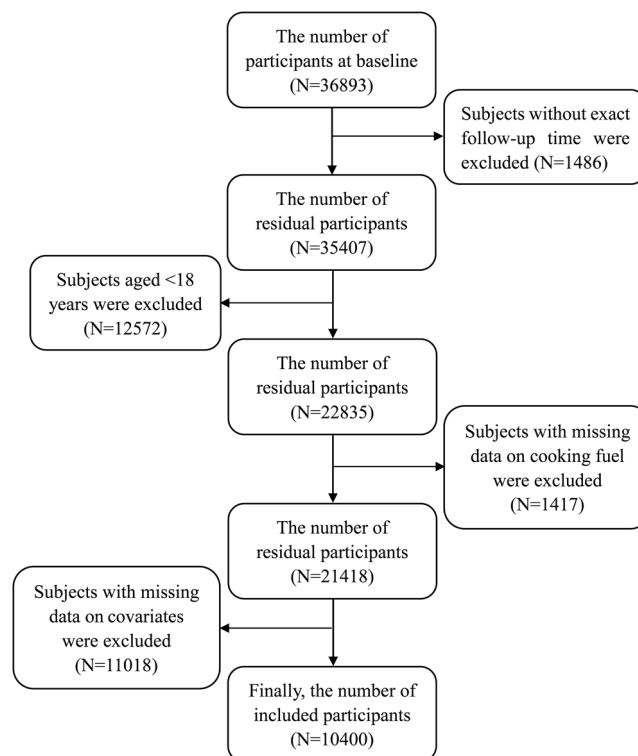 The number of
participants at baseline
(N=36893)
Subjects without exact
follow-up time were
excluded (N=1486)
The number of
residual participants
(N=35407)
Subjects aged <18
years were excluded
(N=12572)
The number of
residual participants
(N=22835)
Subjects with missing
data on cooking fuel
were excluded
(N=1417)
The number of
residual participants
(N=21418)
Subjects with missing
data on covariates
were excluded
(N=11018)
Finally, the number of
included participants
(N=10400)